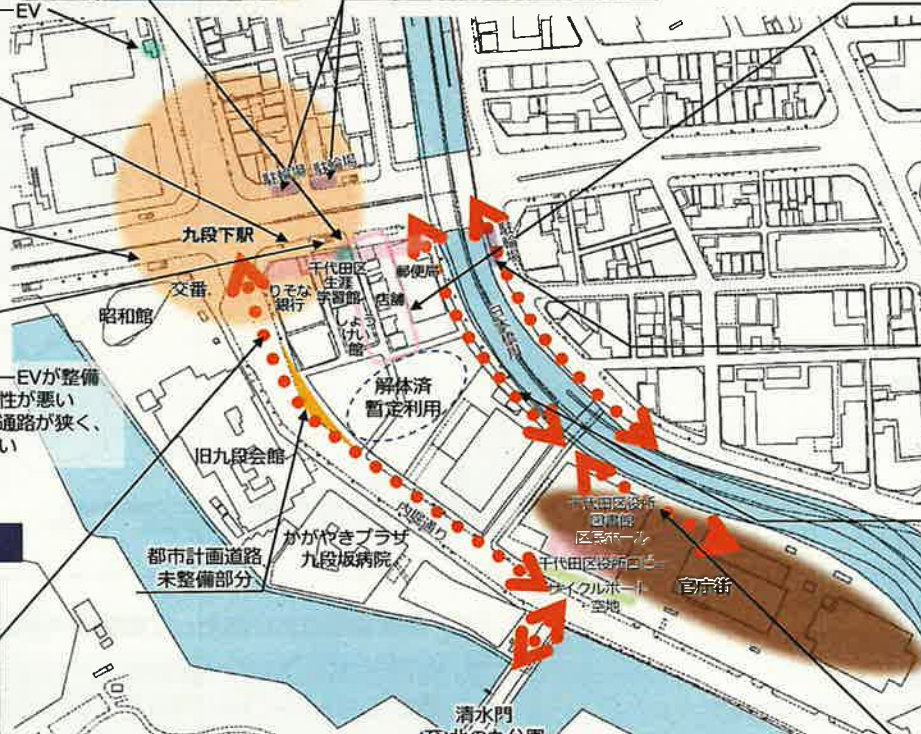 EV
駐輪場
駐輪場
九段下駅
駐輪場
交番
りそな
銀行
千代田区
生涯
学習館
しょうけい館
店舗
郵便局
日本橋川
昭和館
EVが整備
性が悪い
通路が狭く、
い
解体済
暫定利用
旧九段会館
内堀通り
都市計画道路
未整備部分
かがやきプラザ
九段坂病院
千代田区役所
図書館
区民ホール
千代田区役所ロビー
サイクルポート
空地
官庁街
清水門